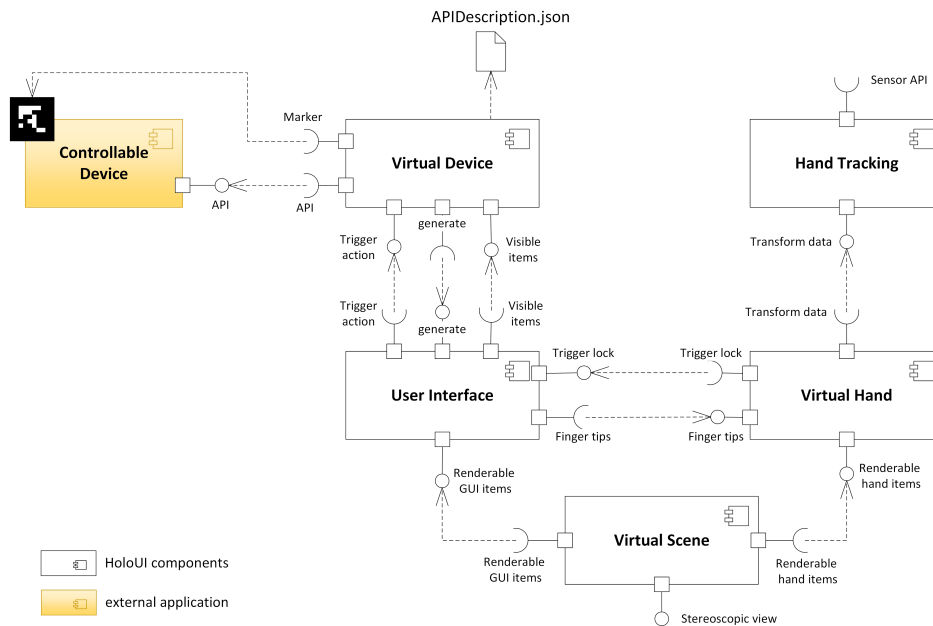 APIDescription.json
Sensor API
Marker
Controllable
Device
Virtual Device
Hand Tracking
API
API
generate
Trigger
action
Visible
items
Transform data
Trigger
action
generate
Visible
items
Transform data
Trigger lock
Trigger lock
User Interface
Virtual Hand
Finger tips
Finger tips
Renderable
GUI items
Renderable
hand items
Virtual Scene
Renderable
GUI items
Renderable
hand items
HoloUI components
external application
Stereoscopic view